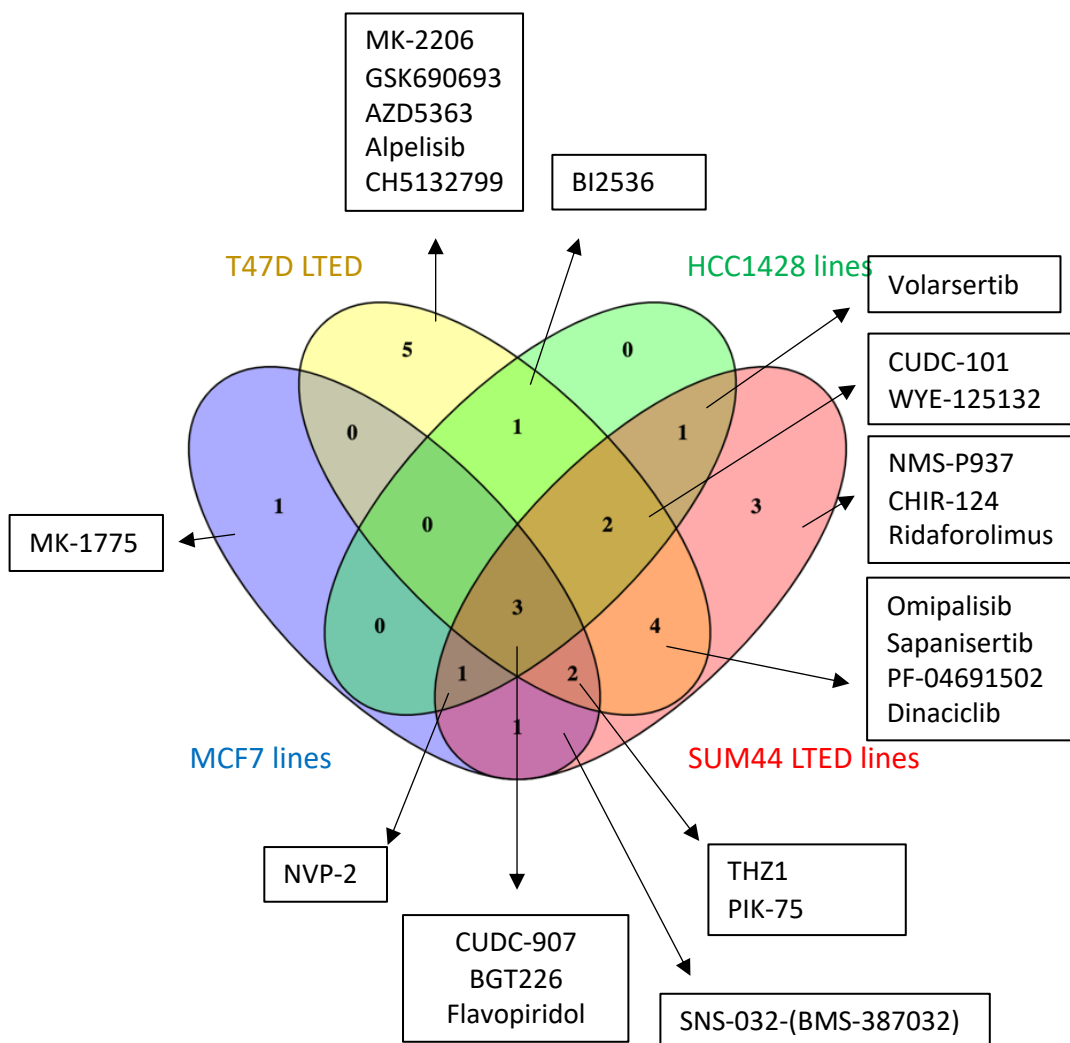 MK-2206
GSK690693
AZD5363
Alpelisib
CH5132799
BI2536
T47D LTED
HCC1428 lines
Volarsertib
CUDC-101
WYE-125132
NMS-P937
CHIR-124
Ridaforolimus
Omipalisib
Sapanisertib
PF-04691502
Dinaciclib
MK-1775
5
0
0
1
1
1
0
2
3
3
0
4
1
2
1
MCF7 lines
SUM44 LTED lines
NVP-2
THZ1
PIK-75
CUDC-907
BGT226
Flavopiridol
SNS-032-(BMS-387032)